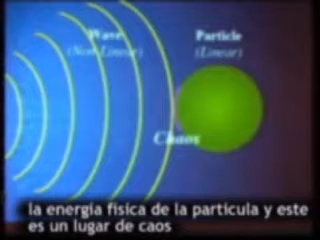 Wave
(Non-Linear)
Particle
(Linear)
Chaos
la energia fisica de la particula y este
es un lugar de caos